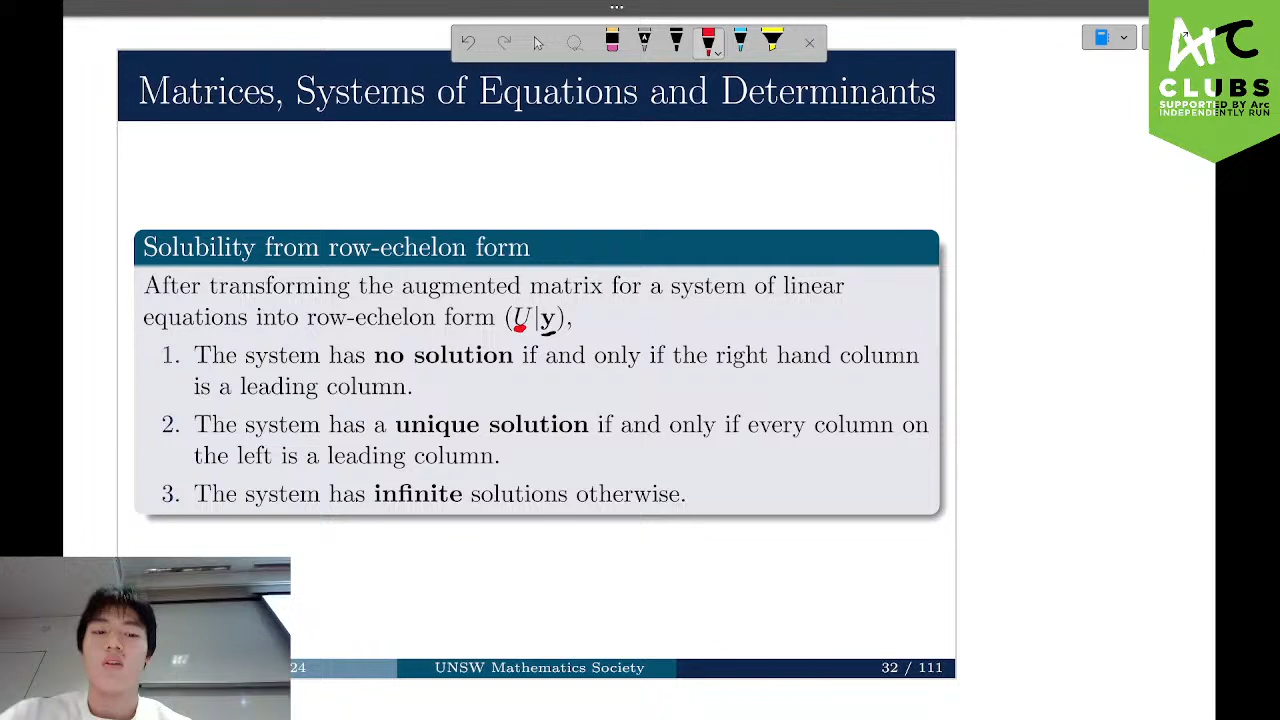 Arc
CLUBS
SUPPORTED BY Arc
INDEPENDENTLY RUN
Matrices, Systems of Equations and Determinants
Solubility from row-echelon form
After transforming the augmented matrix for a system of linear
equations into row-echelon form (U|y),
1. The system has no solution if and only if the right hand column
is a leading column.
2. The system has a unique solution if and only if every column on
the left is a leading column.
3. The system has infinite solutions otherwise.
24
UNSW Mathematics Society
32 / 111